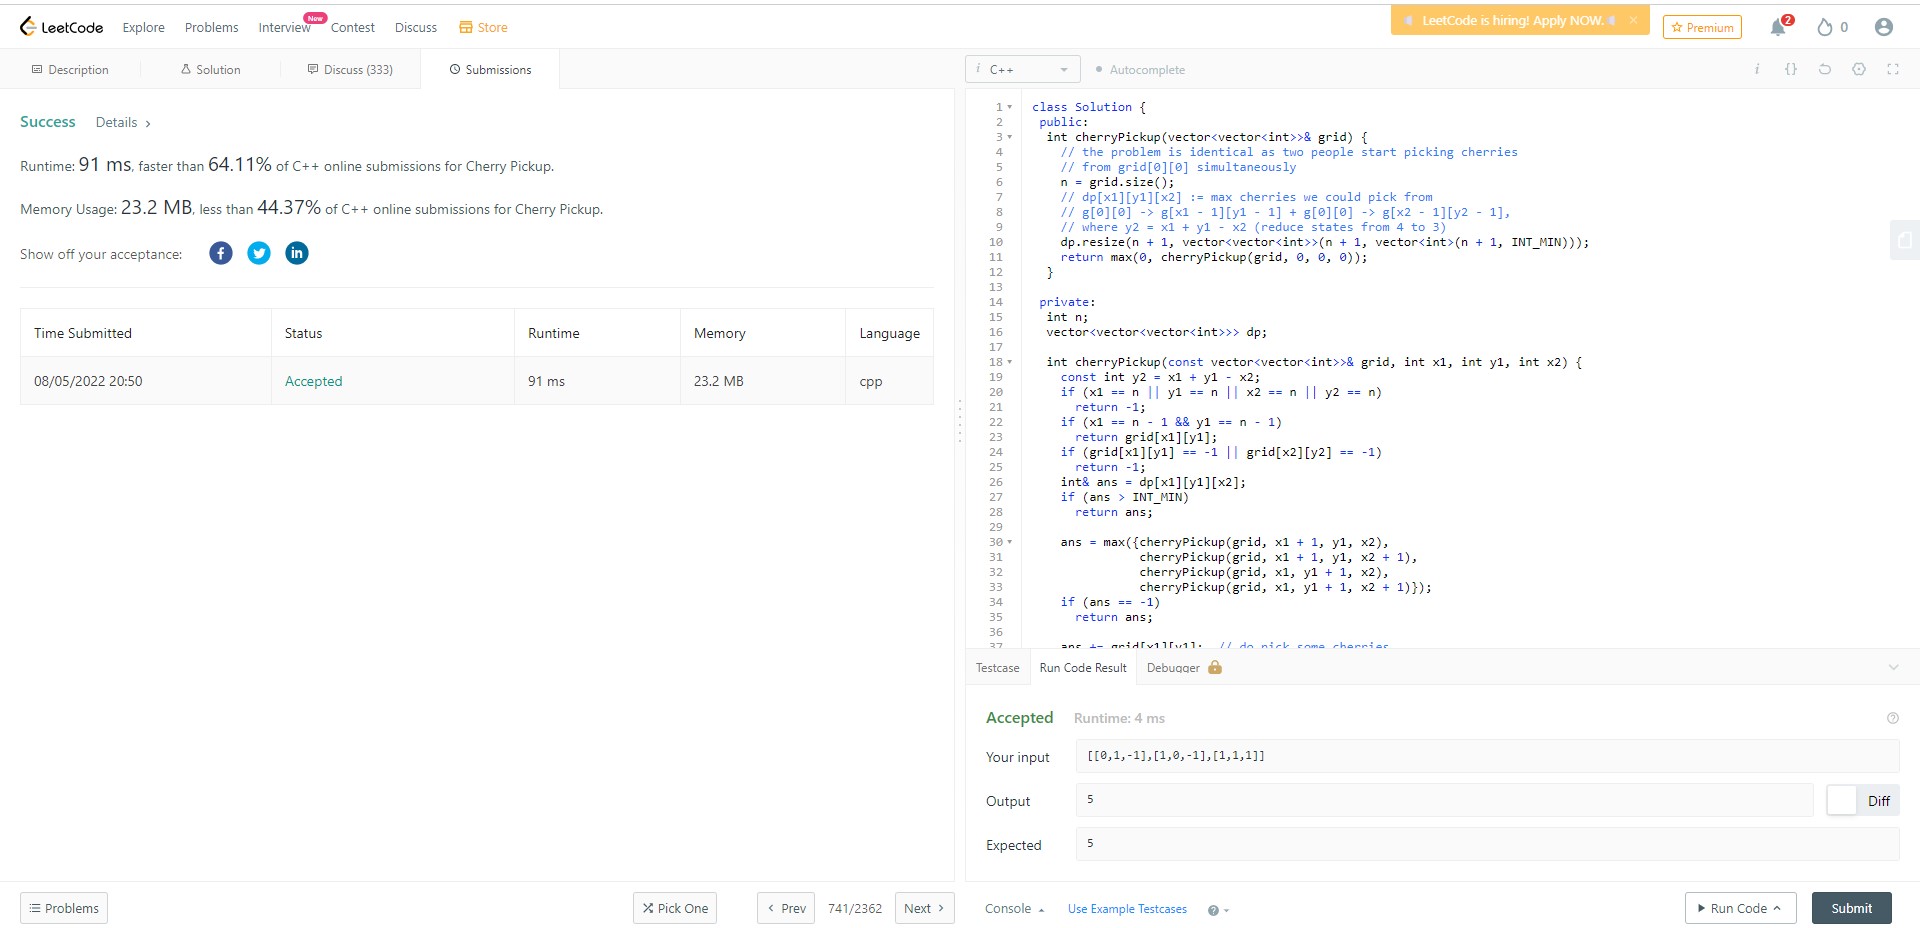 LeetCode Explore Problems Interview New Contest Discuss Store LeetCode is hiring! Apply NOW. × Premium 2 0
Description Solution Discuss (333) Submissions
Success Details >
Runtime: 91 ms, faster than 64.11% of C++ online submissions for Cherry Pickup.
Memory Usage: 23.2 MB, less than 44.37% of C++ online submissions for Cherry Pickup.
Show off your acceptance:
Time Submitted Status Runtime Memory Language
08/05/2022 20:50 Accepted 91 ms 23.2 MB cpp
Problems Pick One < Prev 741/2362 Next >
i C++ Autocomplete i {}
1 class Solution {
2 public:
3 int cherryPickup(vector<vector<int>>& grid) {
4 // the problem is identical as two people start picking cherries
5 // from grid[0][0] simultaneously
6 n = grid.size();
7 // dp[x1][y1][x2] := max cherries we could pick from
8 // g[0][0] -> g[x1 - 1][y1 - 1] + g[0][0] -> g[x2 - 1][y2 - 1],
9 // where y2 = x1 + y1 - x2 (reduce states from 4 to 3)
10 dp.resize(n + 1, vector<vector<int>>(n + 1, vector<int>(n + 1, INT_MIN)));
11 return max(0, cherryPickup(grid, 0, 0, 0));
12 }
13
14 private:
15 int n;
16 vector<vector<vector<int>>> dp;
17
18 int cherryPickup(const vector<vector<int>>& grid, int x1, int y1, int x2) {
19 const int y2 = x1 + y1 - x2;
20 if (x1 == n || y1 == n || x2 == n || y2 == n)
21 return -1;
22 if (x1 == n - 1 && y1 == n - 1)
23 return grid[x1][y1];
24 if (grid[x1][y1] == -1 || grid[x2][y2] == -1)
25 return -1;
26 int& ans = dp[x1][y1][x2];
27 if (ans > INT_MIN)
28 return ans;
29
30 ans = max({cherryPickup(grid, x1 + 1, y1, x2),
31 cherryPickup(grid, x1 + 1, y1, x2 + 1),
32 cherryPickup(grid, x1, y1 + 1, x2),
33 cherryPickup(grid, x1, y1 + 1, x2 + 1)});
34 if (ans == -1)
35 return ans;
36
37 ans += grid[x1][y1]; // do pick some cherries
Testcase Run Code Result Debugger
Accepted Runtime: 4 ms
Your input [[0,1,-1],[1,0,-1],[1,1,1]]
Output 5 Diff
Expected 5
Console Use Example Testcases ? Run Code Submit